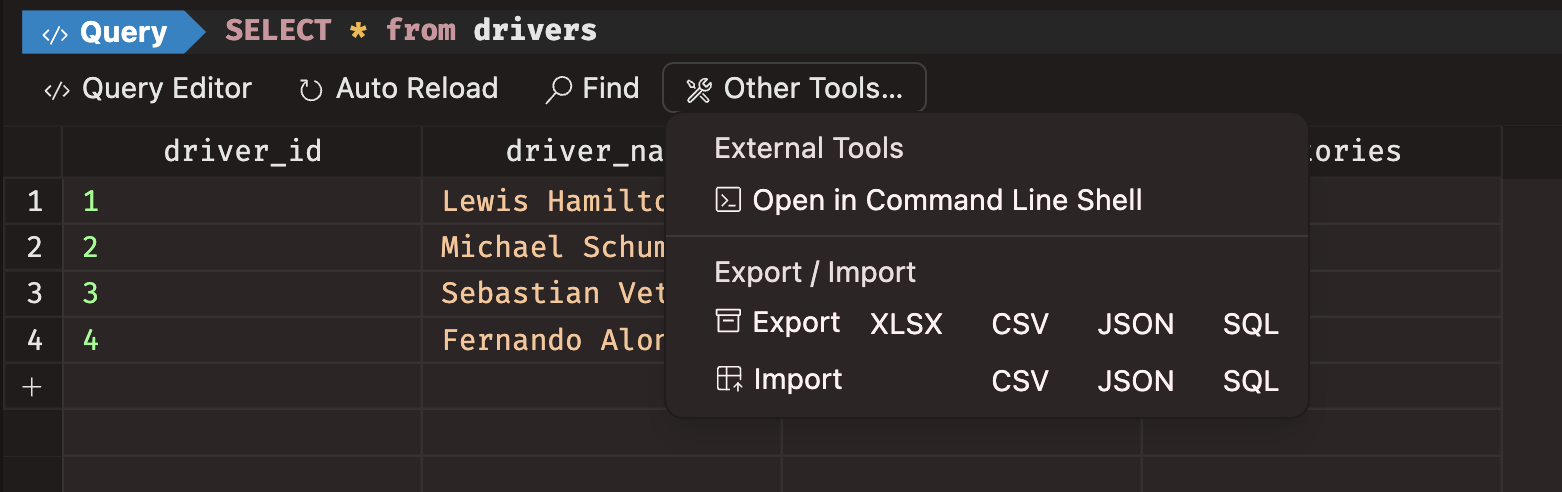 </> Query SELECT * from drivers
</> Query Editor Auto Reload Find Other Tools...
driver_id driver_na tories
External Tools
1 1 Lewis Hamilto
Open in Command Line Shell
2 2 Michael Schum
Export / Import
3 3 Sebastian Vet
Export XLSX CSV JSON SQL
4 4 Fernando Alon
Import CSV JSON SQL
+